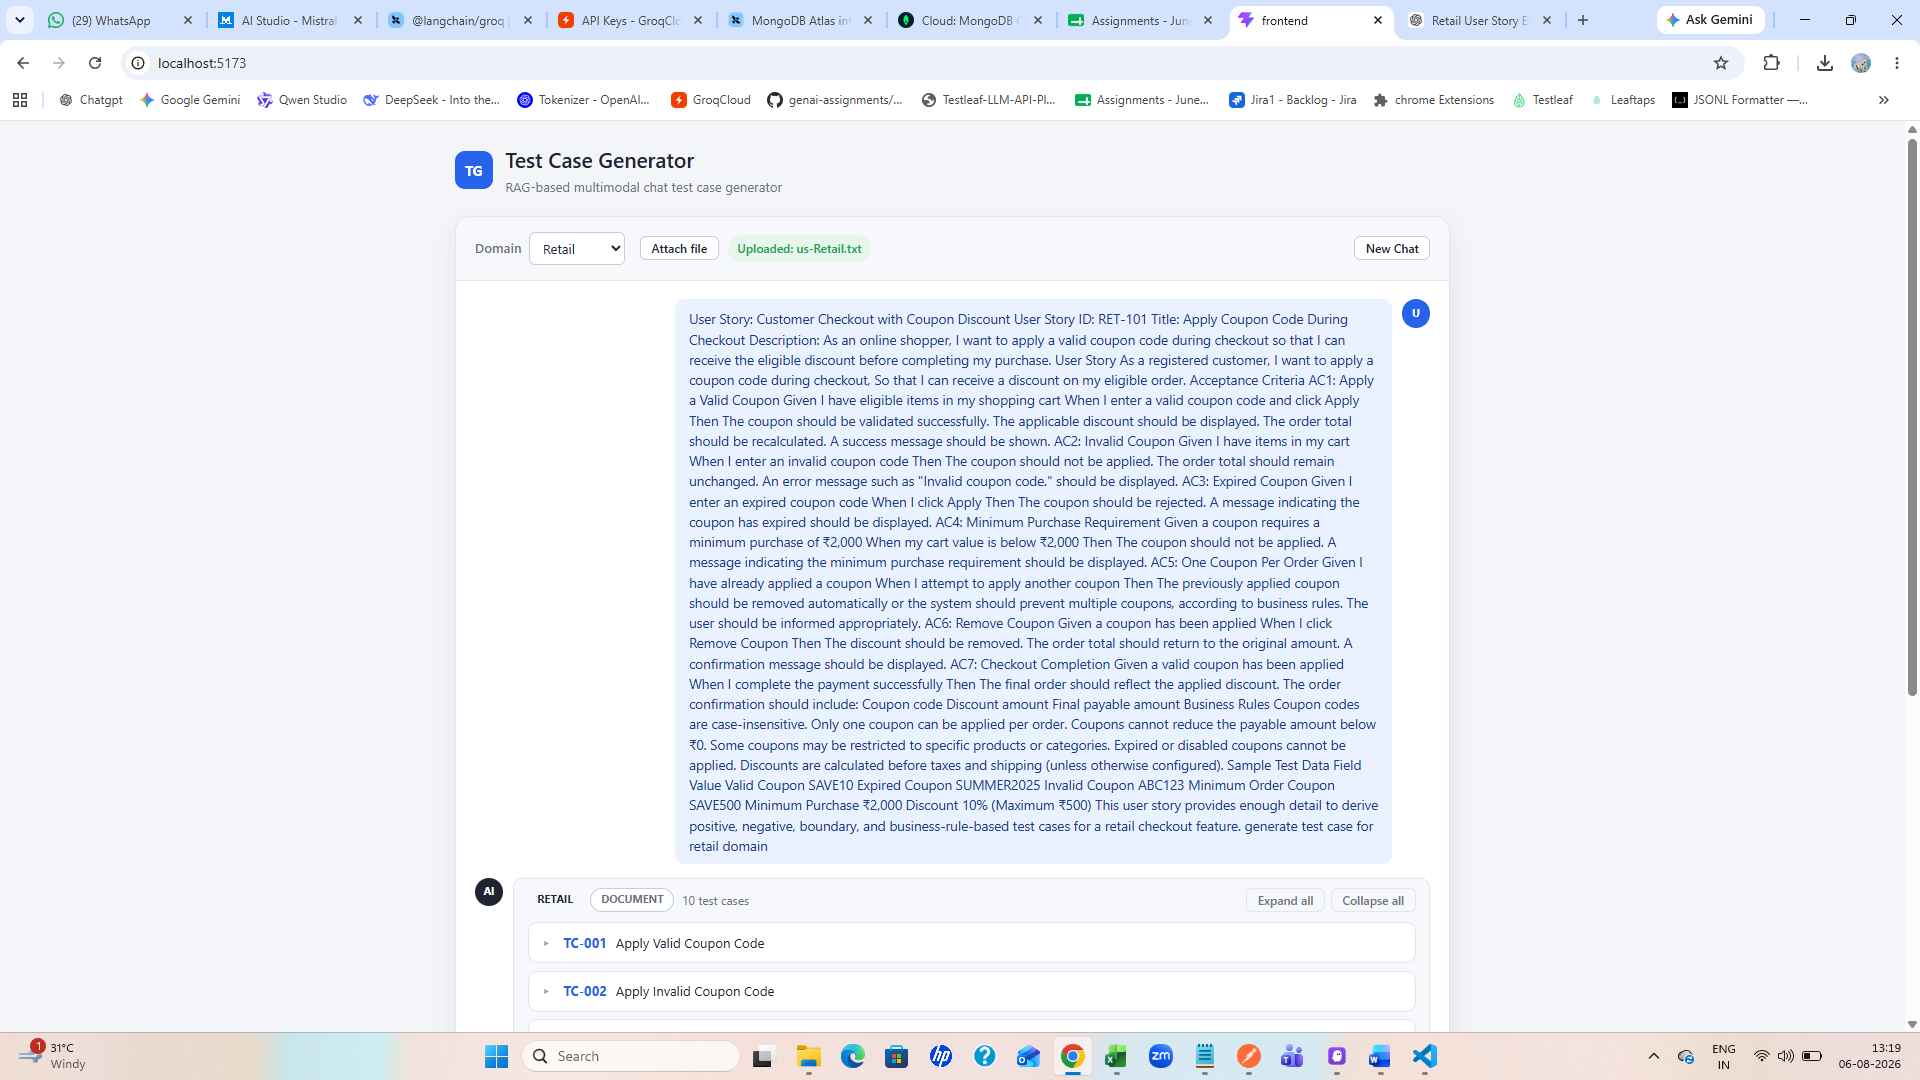 (29) WhatsApp
AI Studio - Mistral
@langchain/groq
API Keys - GroqClo
MongoDB Atlas in
Cloud: MongoDB C
Assignments - June
frontend
Retail User Story E
Ask Gemini
localhost:5173
Chatgpt
Google Gemini
Qwen Studio
DeepSeek - Into the...
Tokenizer - OpenAI...
GroqCloud
genai-assignments/...
Testleaf-LLM-API-Pl...
Assignments - June...
Jira1 - Backlog - Jira
chrome Extensions
Testleaf
Leaftaps
JSONL Formatter —...
TG
Test Case Generator
RAG-based multimodal chat test case generator
Domain
Retail
Attach file
Uploaded: us-Retail.txt
New Chat
U
User Story: Customer Checkout with Coupon Discount User Story ID: RET-101 Title: Apply Coupon Code During
Checkout Description: As an online shopper, I want to apply a valid coupon code during checkout so that I can
receive the eligible discount before completing my purchase. User Story As a registered customer, I want to apply a
coupon code during checkout, So that I can receive a discount on my eligible order. Acceptance Criteria AC1: Apply
a Valid Coupon Given I have eligible items in my shopping cart When I enter a valid coupon code and click Apply
Then The coupon should be validated successfully. The applicable discount should be displayed. The order total
should be recalculated. A success message should be shown. AC2: Invalid Coupon Given I have items in my cart
When I enter an invalid coupon code Then The coupon should not be applied. The order total should remain
unchanged. An error message such as "Invalid coupon code." should be displayed. AC3: Expired Coupon Given I
enter an expired coupon code When I click Apply Then The coupon should be rejected. A message indicating the
coupon has expired should be displayed. AC4: Minimum Purchase Requirement Given a coupon requires a
minimum purchase of ₹2,000 When my cart value is below ₹2,000 Then The coupon should not be applied. A
message indicating the minimum purchase requirement should be displayed. AC5: One Coupon Per Order Given I
have already applied a coupon When I attempt to apply another coupon Then The previously applied coupon
should be removed automatically or the system should prevent multiple coupons, according to business rules. The
user should be informed appropriately. AC6: Remove Coupon Given a coupon has been applied When I click
Remove Coupon Then The discount should be removed. The order total should return to the original amount. A
confirmation message should be displayed. AC7: Checkout Completion Given a valid coupon has been applied
When I complete the payment successfully Then The final order should reflect the applied discount. The order
confirmation should include: Coupon code Discount amount Final payable amount Business Rules Coupon codes
are case-insensitive. Only one coupon can be applied per order. Coupons cannot reduce the payable amount below
₹0. Some coupons may be restricted to specific products or categories. Expired or disabled coupons cannot be
applied. Discounts are calculated before taxes and shipping (unless otherwise configured). Sample Test Data Field
Value Valid Coupon SAVE10 Expired Coupon SUMMER2025 Invalid Coupon ABC123 Minimum Order Coupon
SAVE500 Minimum Purchase ₹2,000 Discount 10% (Maximum ₹500) This user story provides enough detail to derive
positive, negative, boundary, and business-rule-based test cases for a retail checkout feature. generate test case for
retail domain
AI
RETAIL
DOCUMENT
10 test cases
Expand all
Collapse all
TC-001 Apply Valid Coupon Code
TC-002 Apply Invalid Coupon Code
1
31°C
Windy
Search
hp
zm
ENG
IN
13:19
06-08-2026